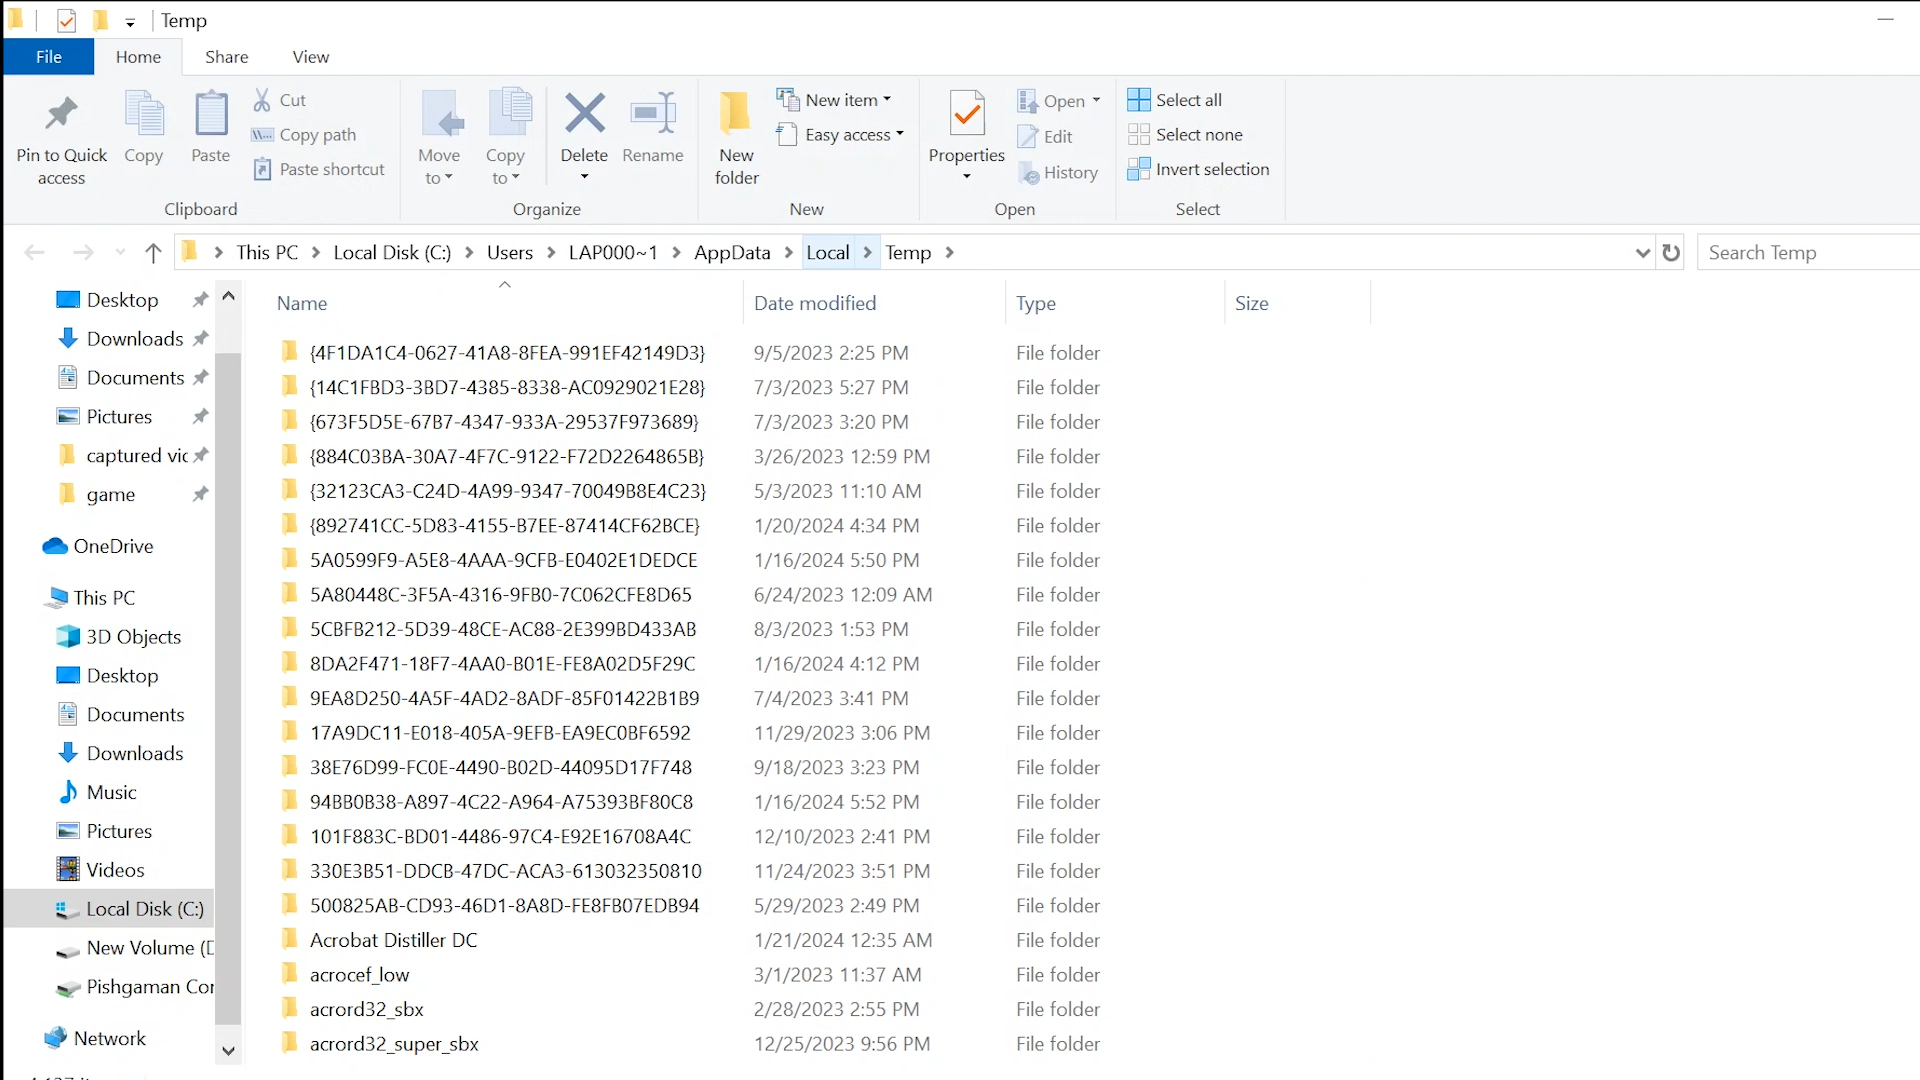 Temp
File
Home
Share
View
Pin to Quick access
Copy
Paste
Cut
Copy path
Paste shortcut
Clipboard
Move to
Copy to
Delete
Rename
Organize
New folder
New item
Easy access
New
Properties
Open
Edit
History
Open
Select all
Select none
Invert selection
Select
This PC > Local Disk (C:) > Users > LAP000~1 > AppData > Local > Temp >
Search Temp
Desktop
Downloads
Documents
Pictures
captured vic
game
OneDrive
This PC
3D Objects
Desktop
Documents
Downloads
Music
Pictures
Videos
Local Disk (C:)
New Volume (D
Pishgaman Cor
Network
Name Date modified Type Size
{4F1DA1C4-0627-41A8-8FEA-991EF42149D3} 9/5/2023 2:25 PM File folder
{14C1FBD3-3BD7-4385-8338-AC0929021E28} 7/3/2023 5:27 PM File folder
{673F5D5E-67B7-4347-933A-29537F973689} 7/3/2023 3:20 PM File folder
{884C03BA-30A7-4F7C-9122-F72D2264865B} 3/26/2023 12:59 PM File folder
{32123CA3-C24D-4A99-9347-70049B8E4C23} 5/3/2023 11:10 AM File folder
{892741CC-5D83-4155-B7EE-87414CF62BCE} 1/20/2024 4:34 PM File folder
5A0599F9-A5E8-4AAA-9CFB-E0402E1DEDCE 1/16/2024 5:50 PM File folder
5A80448C-3F5A-4316-9FB0-7C062CFE8D65 6/24/2023 12:09 AM File folder
5CBFB212-5D39-48CE-AC88-2E399BD433AB 8/3/2023 1:53 PM File folder
8DA2F471-18F7-4AA0-B01E-FE8A02D5F29C 1/16/2024 4:12 PM File folder
9EA8D250-4A5F-4AD2-8ADF-85F01422B1B9 7/4/2023 3:41 PM File folder
17A9DC11-E018-405A-9EFB-EA9EC0BF6592 11/29/2023 3:06 PM File folder
38E76D99-FC0E-4490-B02D-44095D17F748 9/18/2023 3:23 PM File folder
94BB0B38-A897-4C22-A964-A75393BF80C8 1/16/2024 5:52 PM File folder
101F883C-BD01-4486-97C4-E92E16708A4C 12/10/2023 2:41 PM File folder
330E3B51-DDCB-47DC-ACA3-613032350810 11/24/2023 3:51 PM File folder
500825AB-CD93-46D1-8A8D-FE8FB07EDB94 5/29/2023 2:49 PM File folder
Acrobat Distiller DC 1/21/2024 12:35 AM File folder
acrocef_low 3/1/2023 11:37 AM File folder
acrord32_sbx 2/28/2023 2:55 PM File folder
acrord32_super_sbx 12/25/2023 9:56 PM File folder